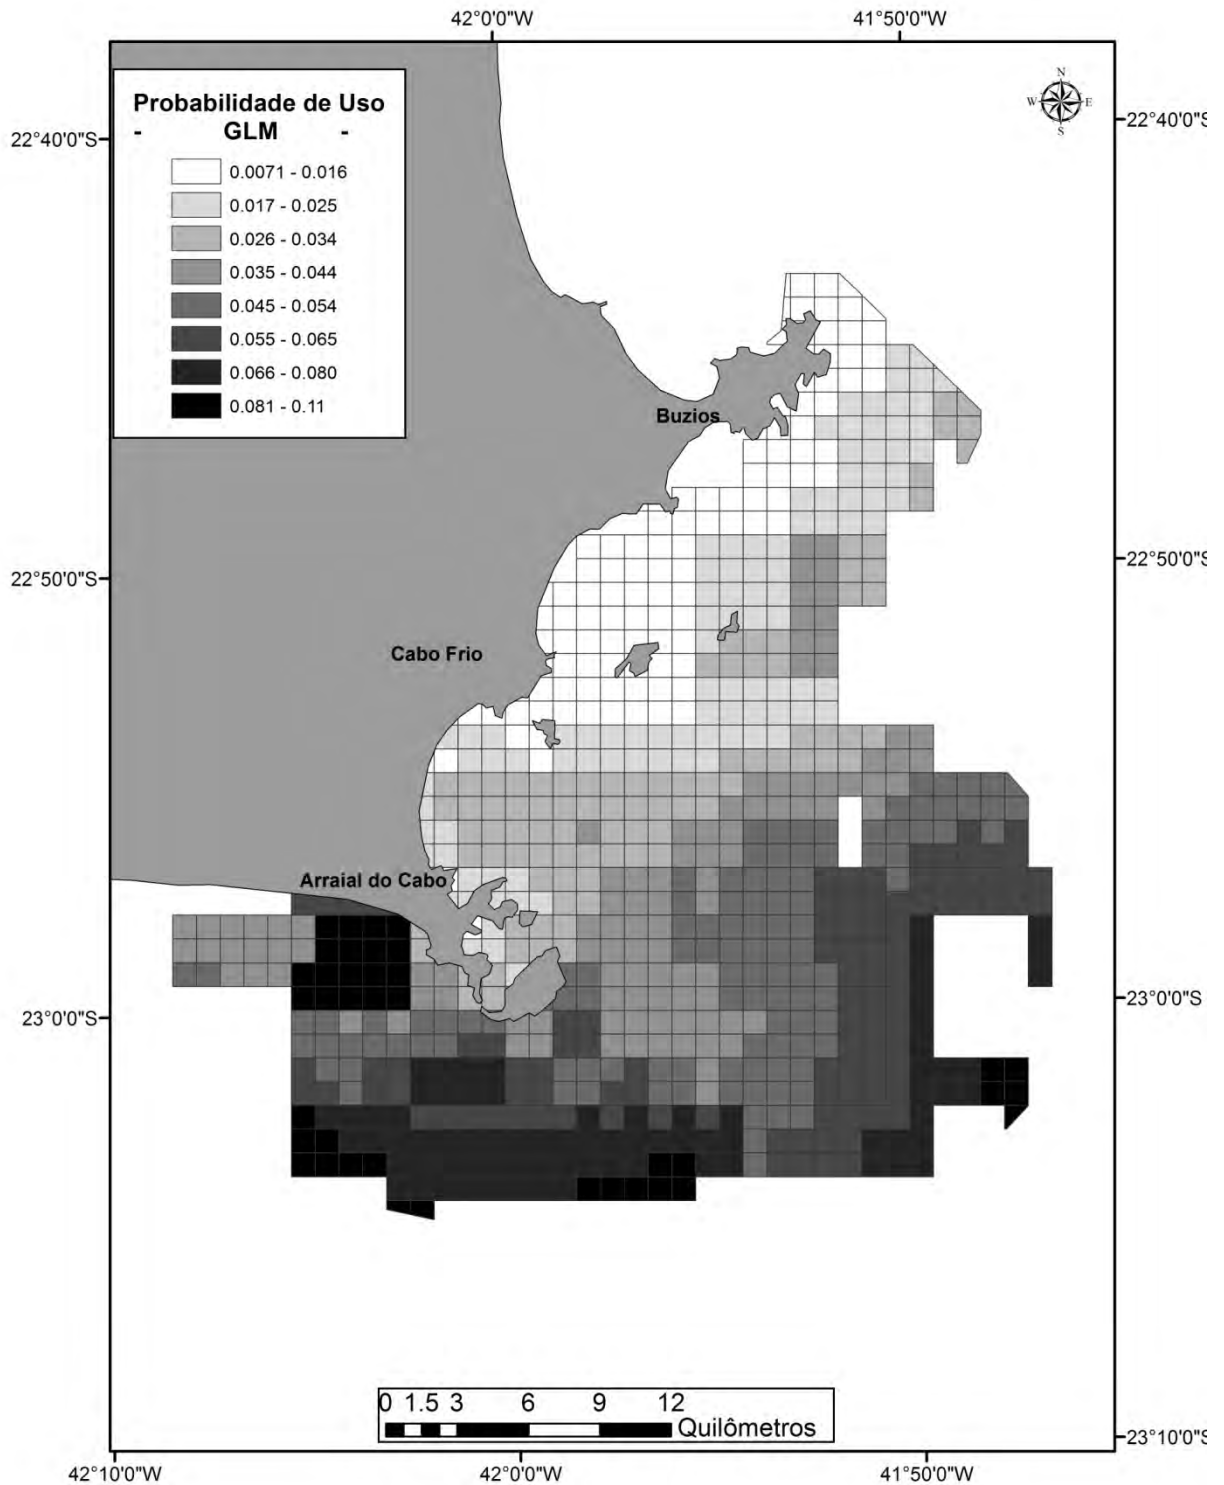 42°0'0"W
41°50'0"W
Probabilidade de Uso
- GLM -
0.0071 - 0.016
0.017 - 0.025
0.026 - 0.034
0.035 - 0.044
0.045 - 0.054
0.055 - 0.065
0.066 - 0.080
0.081 - 0.11
N
W
E
S
22°40'0"S
22°40'0"S
Buzios
22°50'0"S
22°50'0"S
Cabo Frio
Arraial do Cabo
23°0'0"S
23°0'0"S
0 1.5 3 6 9 12
Quilômetros
23°10'0"S
42°10'0"W
42°0'0"W
41°50'0"W